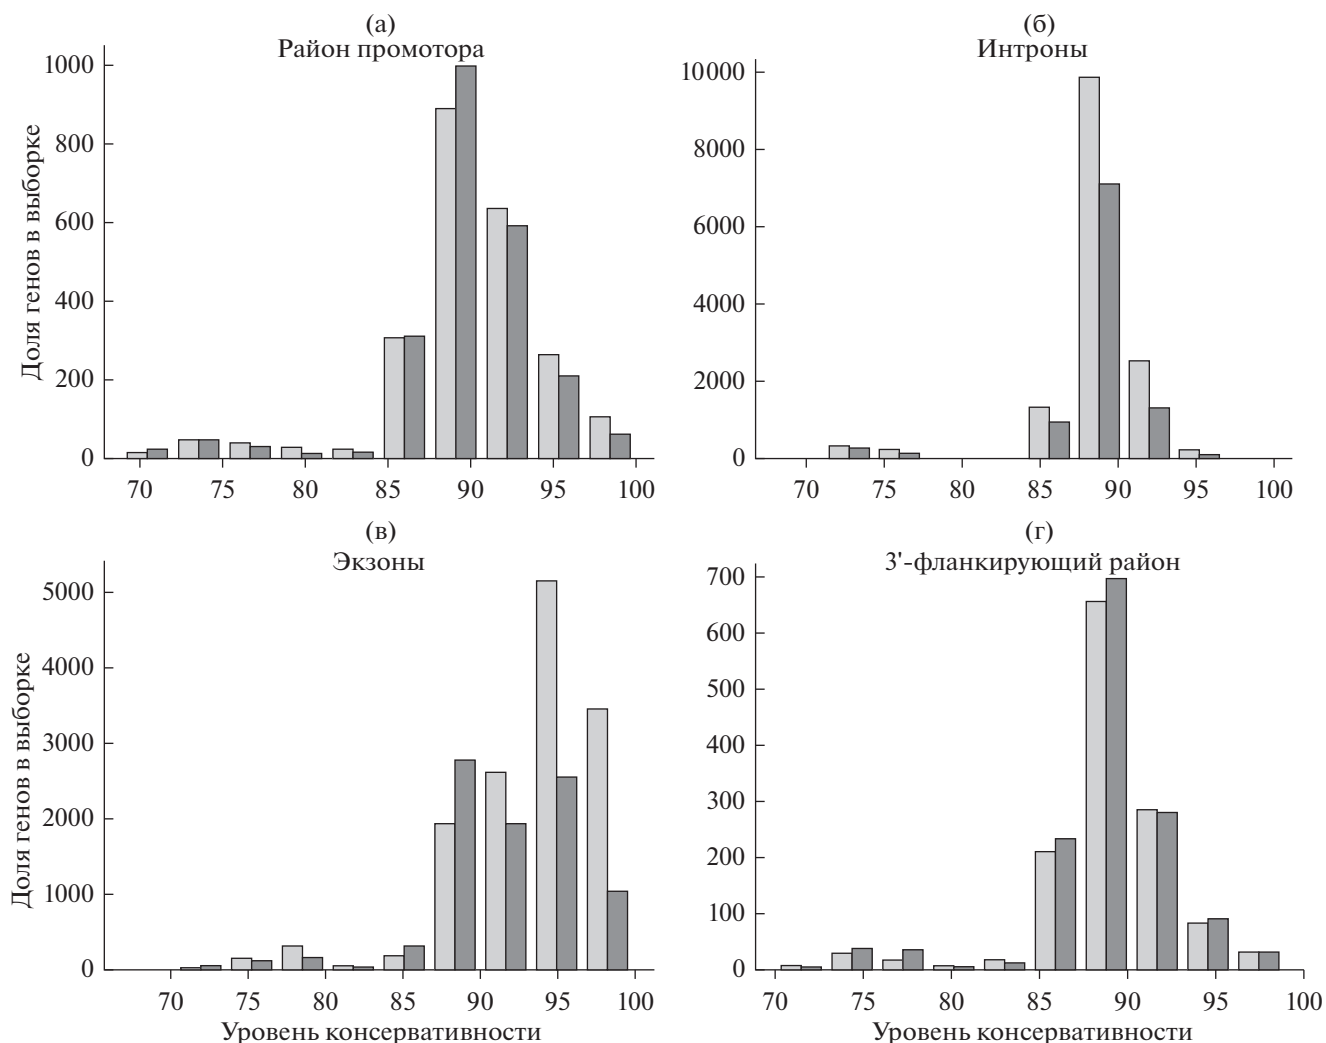 (а)
Район промотора
Доля генов в выборке
1000
800
600
400
200
0
70 75 80 85 90 95 100
(б)
Интроны
10000
8000
6000
4000
2000
0
70 75 80 85 90 95 100
(в)
Экзоны
Доля генов в выборке
5000
4000
3000
2000
1000
0
70 75 80 85 90 95 100
Уровень консервативности
(г)
3'-фланкирующий район
700
600
500
400
300
200
100
0
70 75 80 85 90 95 100
Уровень консервативности